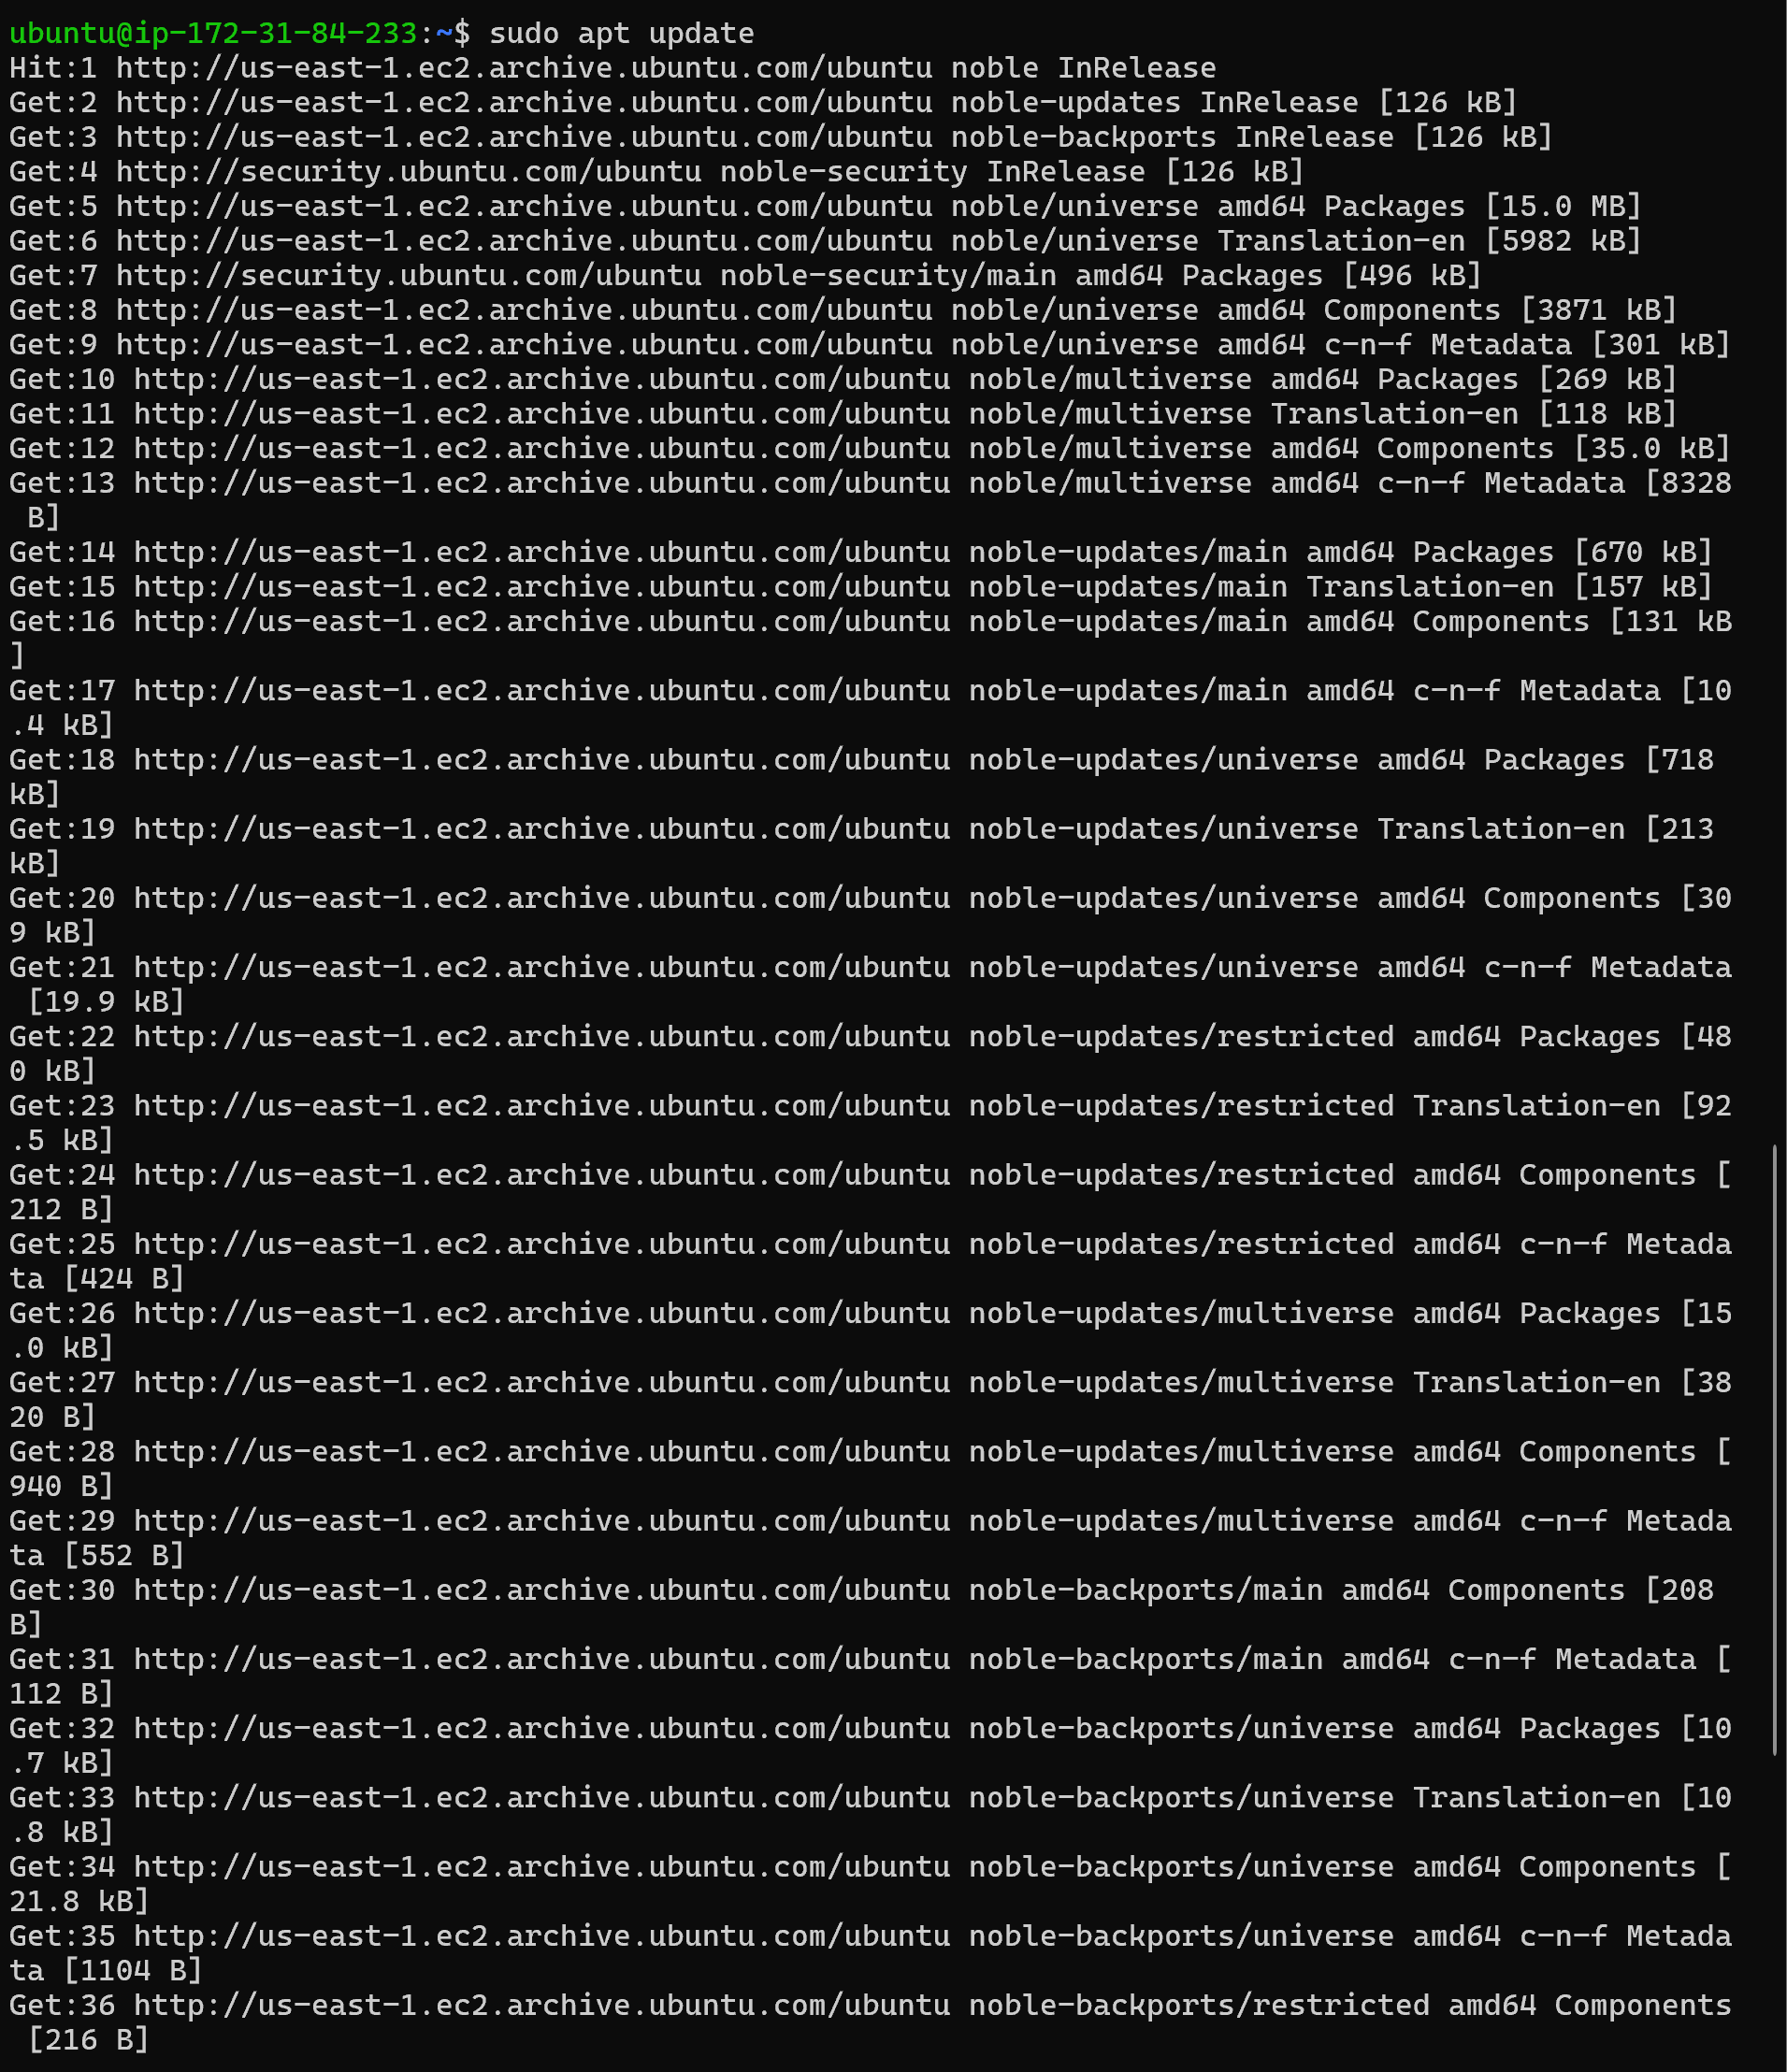 ubuntu@ip-172-31-84-233:~$ sudo apt update
Hit:1 http://us-east-1.ec2.archive.ubuntu.com/ubuntu noble InRelease
Get:2 http://us-east-1.ec2.archive.ubuntu.com/ubuntu noble-updates InRelease [126 kB]
Get:3 http://us-east-1.ec2.archive.ubuntu.com/ubuntu noble-backports InRelease [126 kB]
Get:4 http://security.ubuntu.com/ubuntu noble-security InRelease [126 kB]
Get:5 http://us-east-1.ec2.archive.ubuntu.com/ubuntu noble/universe amd64 Packages [15.0 MB]
Get:6 http://us-east-1.ec2.archive.ubuntu.com/ubuntu noble/universe Translation-en [5982 kB]
Get:7 http://security.ubuntu.com/ubuntu noble-security/main amd64 Packages [496 kB]
Get:8 http://us-east-1.ec2.archive.ubuntu.com/ubuntu noble/universe amd64 Components [3871 kB]
Get:9 http://us-east-1.ec2.archive.ubuntu.com/ubuntu noble/universe amd64 c-n-f Metadata [301 kB]
Get:10 http://us-east-1.ec2.archive.ubuntu.com/ubuntu noble/multiverse amd64 Packages [269 kB]
Get:11 http://us-east-1.ec2.archive.ubuntu.com/ubuntu noble/multiverse Translation-en [118 kB]
Get:12 http://us-east-1.ec2.archive.ubuntu.com/ubuntu noble/multiverse amd64 Components [35.0 kB]
Get:13 http://us-east-1.ec2.archive.ubuntu.com/ubuntu noble/multiverse amd64 c-n-f Metadata [8328
 B]
Get:14 http://us-east-1.ec2.archive.ubuntu.com/ubuntu noble-updates/main amd64 Packages [670 kB]
Get:15 http://us-east-1.ec2.archive.ubuntu.com/ubuntu noble-updates/main Translation-en [157 kB]
Get:16 http://us-east-1.ec2.archive.ubuntu.com/ubuntu noble-updates/main amd64 Components [131 kB
]
Get:17 http://us-east-1.ec2.archive.ubuntu.com/ubuntu noble-updates/main amd64 c-n-f Metadata [10
.4 kB]
Get:18 http://us-east-1.ec2.archive.ubuntu.com/ubuntu noble-updates/universe amd64 Packages [718
kB]
Get:19 http://us-east-1.ec2.archive.ubuntu.com/ubuntu noble-updates/universe Translation-en [213
kB]
Get:20 http://us-east-1.ec2.archive.ubuntu.com/ubuntu noble-updates/universe amd64 Components [30
9 kB]
Get:21 http://us-east-1.ec2.archive.ubuntu.com/ubuntu noble-updates/universe amd64 c-n-f Metadata
 [19.9 kB]
Get:22 http://us-east-1.ec2.archive.ubuntu.com/ubuntu noble-updates/restricted amd64 Packages [48
0 kB]
Get:23 http://us-east-1.ec2.archive.ubuntu.com/ubuntu noble-updates/restricted Translation-en [92
.5 kB]
Get:24 http://us-east-1.ec2.archive.ubuntu.com/ubuntu noble-updates/restricted amd64 Components [
212 B]
Get:25 http://us-east-1.ec2.archive.ubuntu.com/ubuntu noble-updates/restricted amd64 c-n-f Metada
ta [424 B]
Get:26 http://us-east-1.ec2.archive.ubuntu.com/ubuntu noble-updates/multiverse amd64 Packages [15
.0 kB]
Get:27 http://us-east-1.ec2.archive.ubuntu.com/ubuntu noble-updates/multiverse Translation-en [38
20 B]
Get:28 http://us-east-1.ec2.archive.ubuntu.com/ubuntu noble-updates/multiverse amd64 Components [
940 B]
Get:29 http://us-east-1.ec2.archive.ubuntu.com/ubuntu noble-updates/multiverse amd64 c-n-f Metada
ta [552 B]
Get:30 http://us-east-1.ec2.archive.ubuntu.com/ubuntu noble-backports/main amd64 Components [208
B]
Get:31 http://us-east-1.ec2.archive.ubuntu.com/ubuntu noble-backports/main amd64 c-n-f Metadata [
112 B]
Get:32 http://us-east-1.ec2.archive.ubuntu.com/ubuntu noble-backports/universe amd64 Packages [10
.7 kB]
Get:33 http://us-east-1.ec2.archive.ubuntu.com/ubuntu noble-backports/universe Translation-en [10
.8 kB]
Get:34 http://us-east-1.ec2.archive.ubuntu.com/ubuntu noble-backports/universe amd64 Components [
21.8 kB]
Get:35 http://us-east-1.ec2.archive.ubuntu.com/ubuntu noble-backports/universe amd64 c-n-f Metada
ta [1104 B]
Get:36 http://us-east-1.ec2.archive.ubuntu.com/ubuntu noble-backports/restricted amd64 Components
 [216 B]